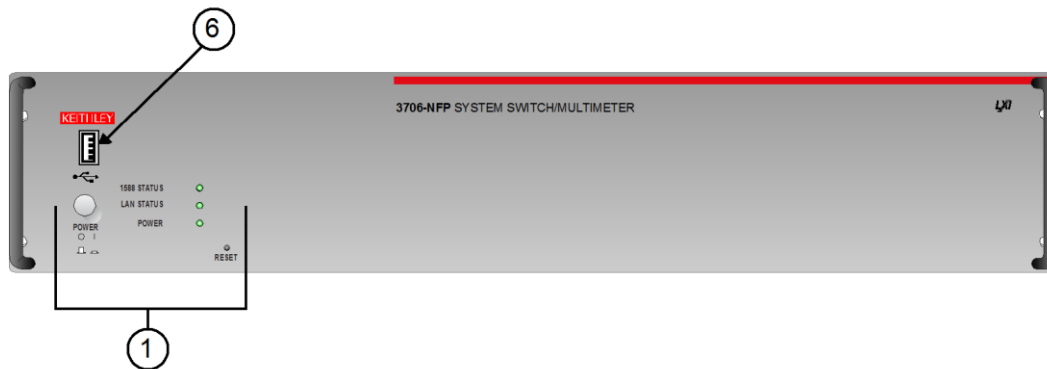 6
3706-NFP SYSTEM SWITCH/MULTIMETER
LXI
KEITHLEY
1588 STATUS
LAN STATUS
POWER
POWER
O I
RESET
1